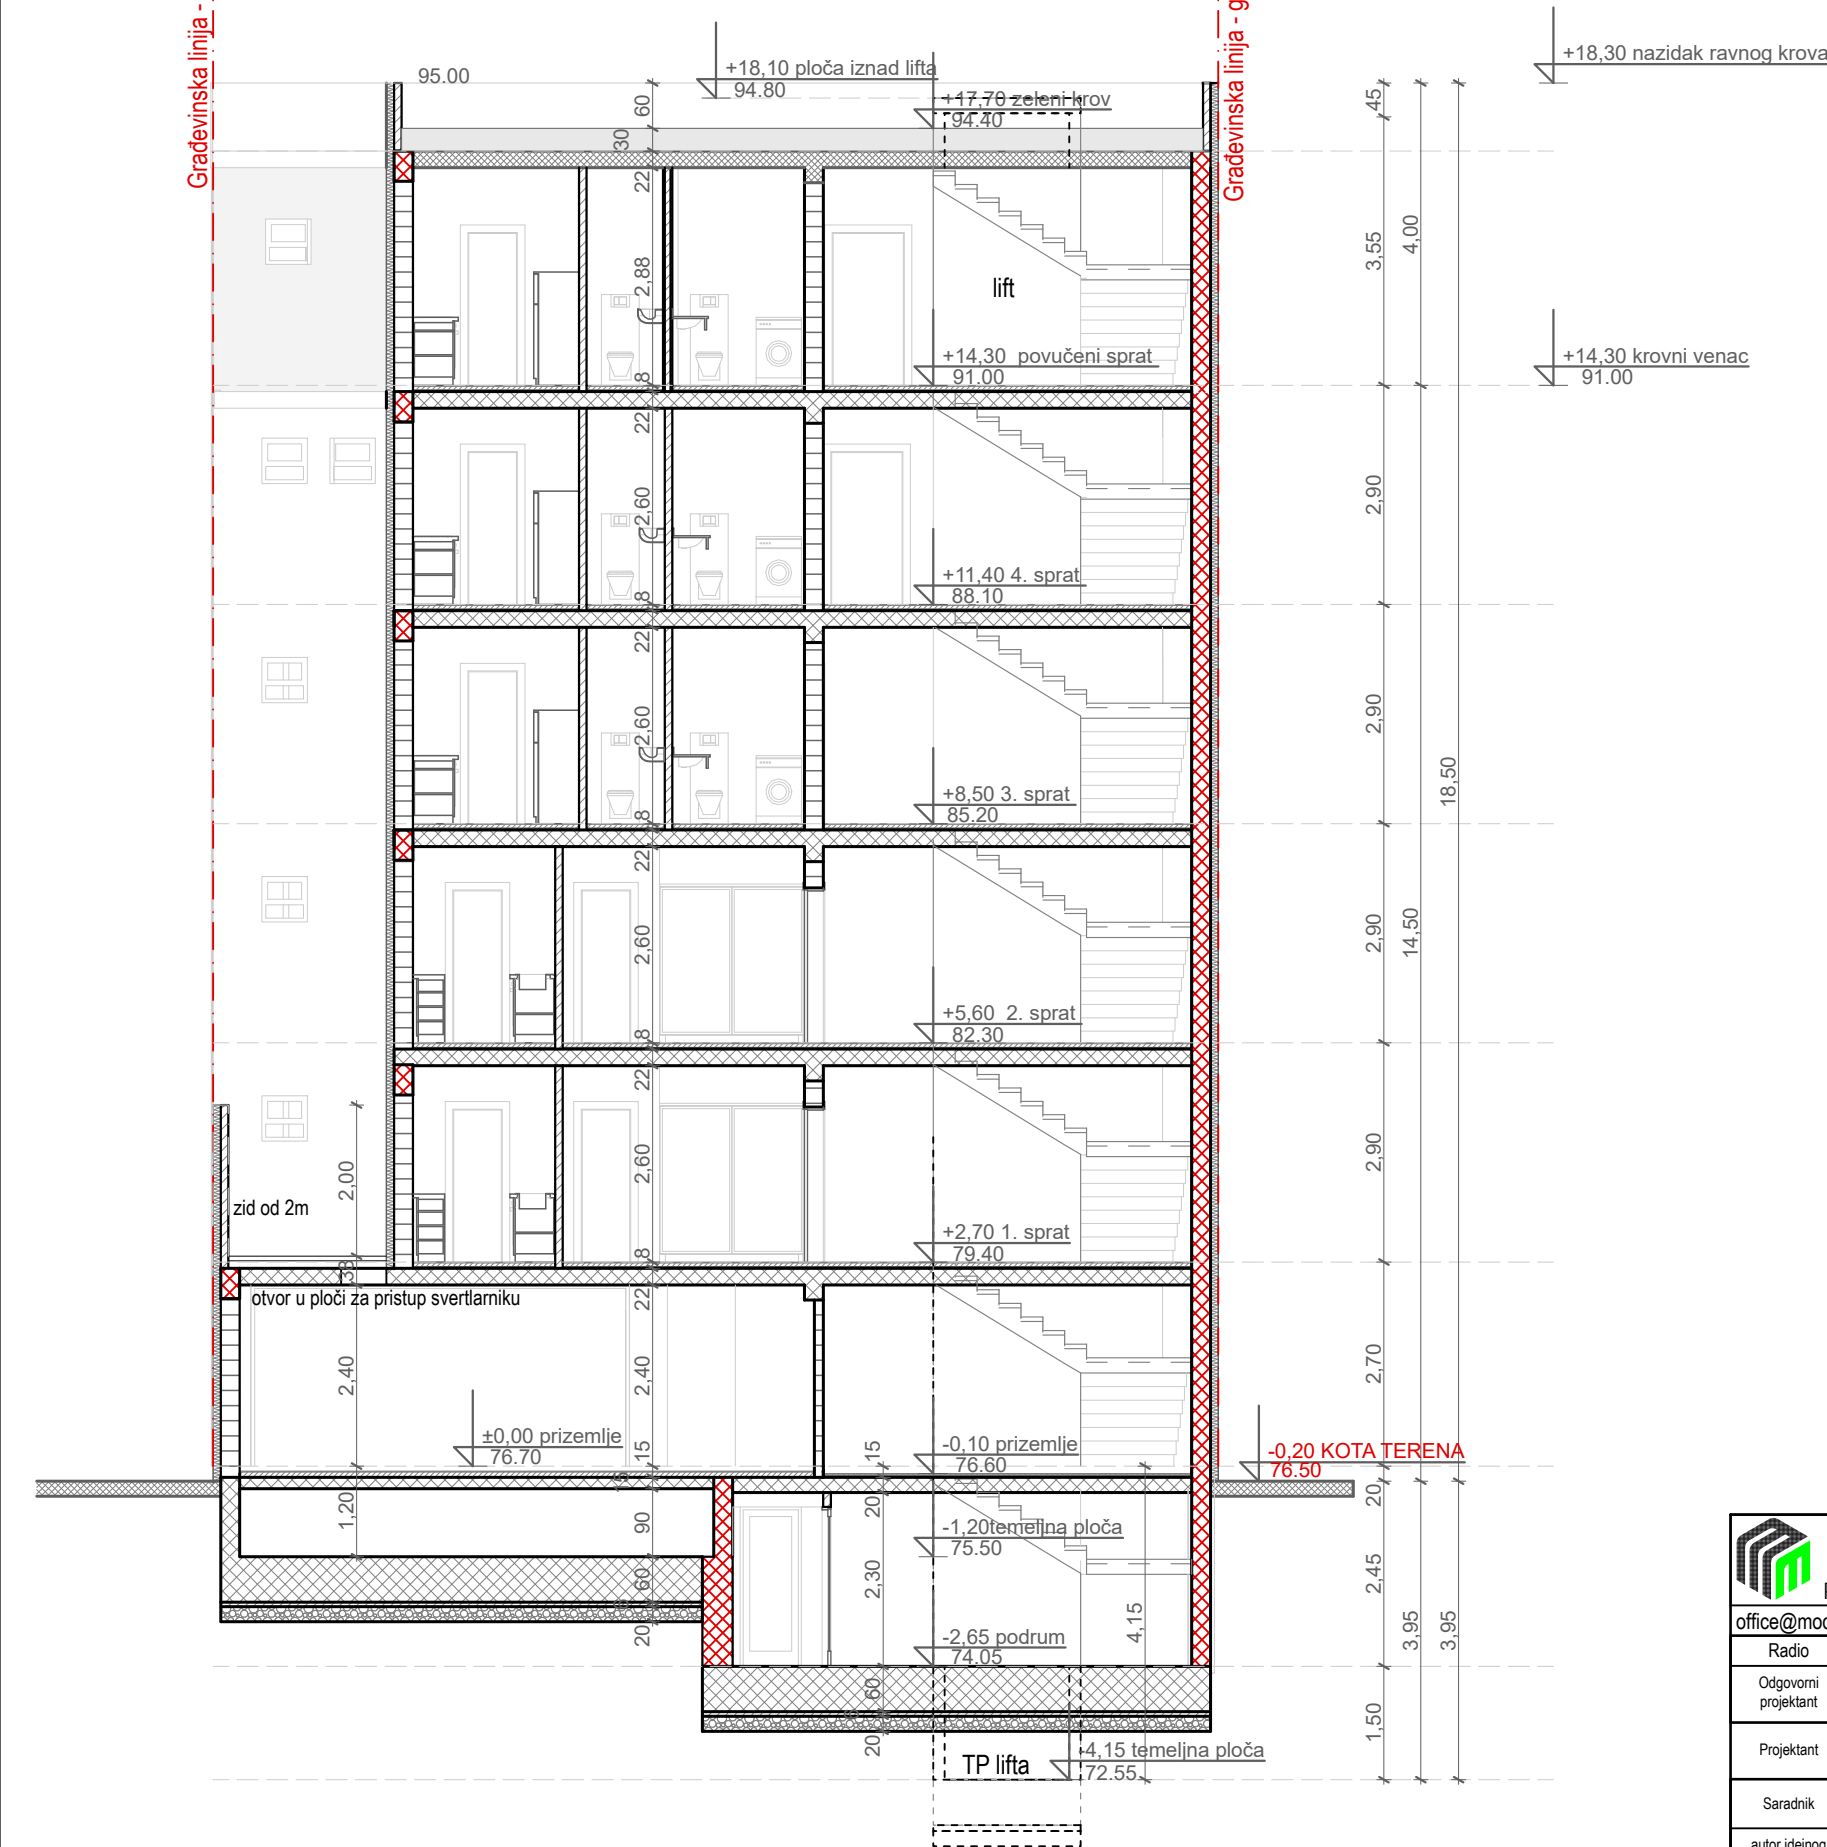 Građevinska linija -
Građevinska linija - g
95.00
+18,10 ploča iznad lifta
94.80
+18,30 nazidak ravnog krova
+17,70 zeleni krov
94.40
60
30
22
2,88
8
22
2,60
8
22
2,60
8
22
2,60
8
22
2,60
8
22
2,40
15
15
90
60
20
lift
+14,30 povučeni sprat
91.00
+14,30 krovni venac
91.00
+11,40 4. sprat
88.10
+8,50 3. sprat
85.20
+5,60 2. sprat
82.30
+2,70 1. sprat
79.40
2,00
zid od 2m
38
otvor u ploči za pristup svertlarniku
2,40
1,20
±0,00 prizemlje
76.70
-0,10 prizemlje
76.60
-0,20 KOTA TERENA
76.50
-1,20temeljna ploča
75.50
-2,65 podrum
74.05
15
20
2,30
60
20
4,15
TP lifta
-4,15 temeljna ploča
72.55
45
3,55
2,90
2,90
2,90
2,90
2,70
20
2,45
1,50
4,00
14,50
3,95
18,50
3,95
office@moc
Radio
Odgovorni
projektant
Projektant
Saradnik
autor idejnog